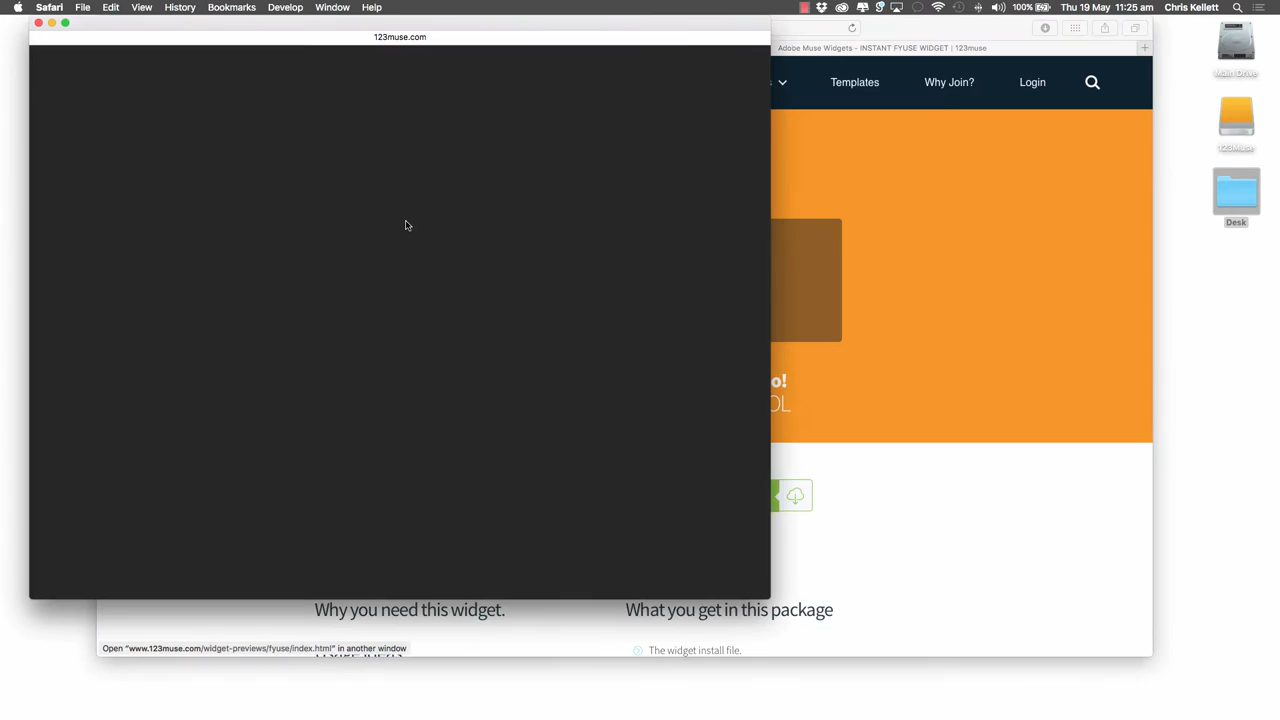 Safari File Edit View History Bookmarks Develop Window Help 100% Thu 19 May 11:25 am Chris Kellett
123muse.com
Adobe Muse Widgets - INSTANT FYUSE WIDGET | 123muse
Templates Why Join? Login
Main Drive
123Muse
Desk
o!
OL
Why you need this widget.
What you get in this package
The widget install file.
Open "www.123muse.com/widget-previews/fyuse/index.html" in another window